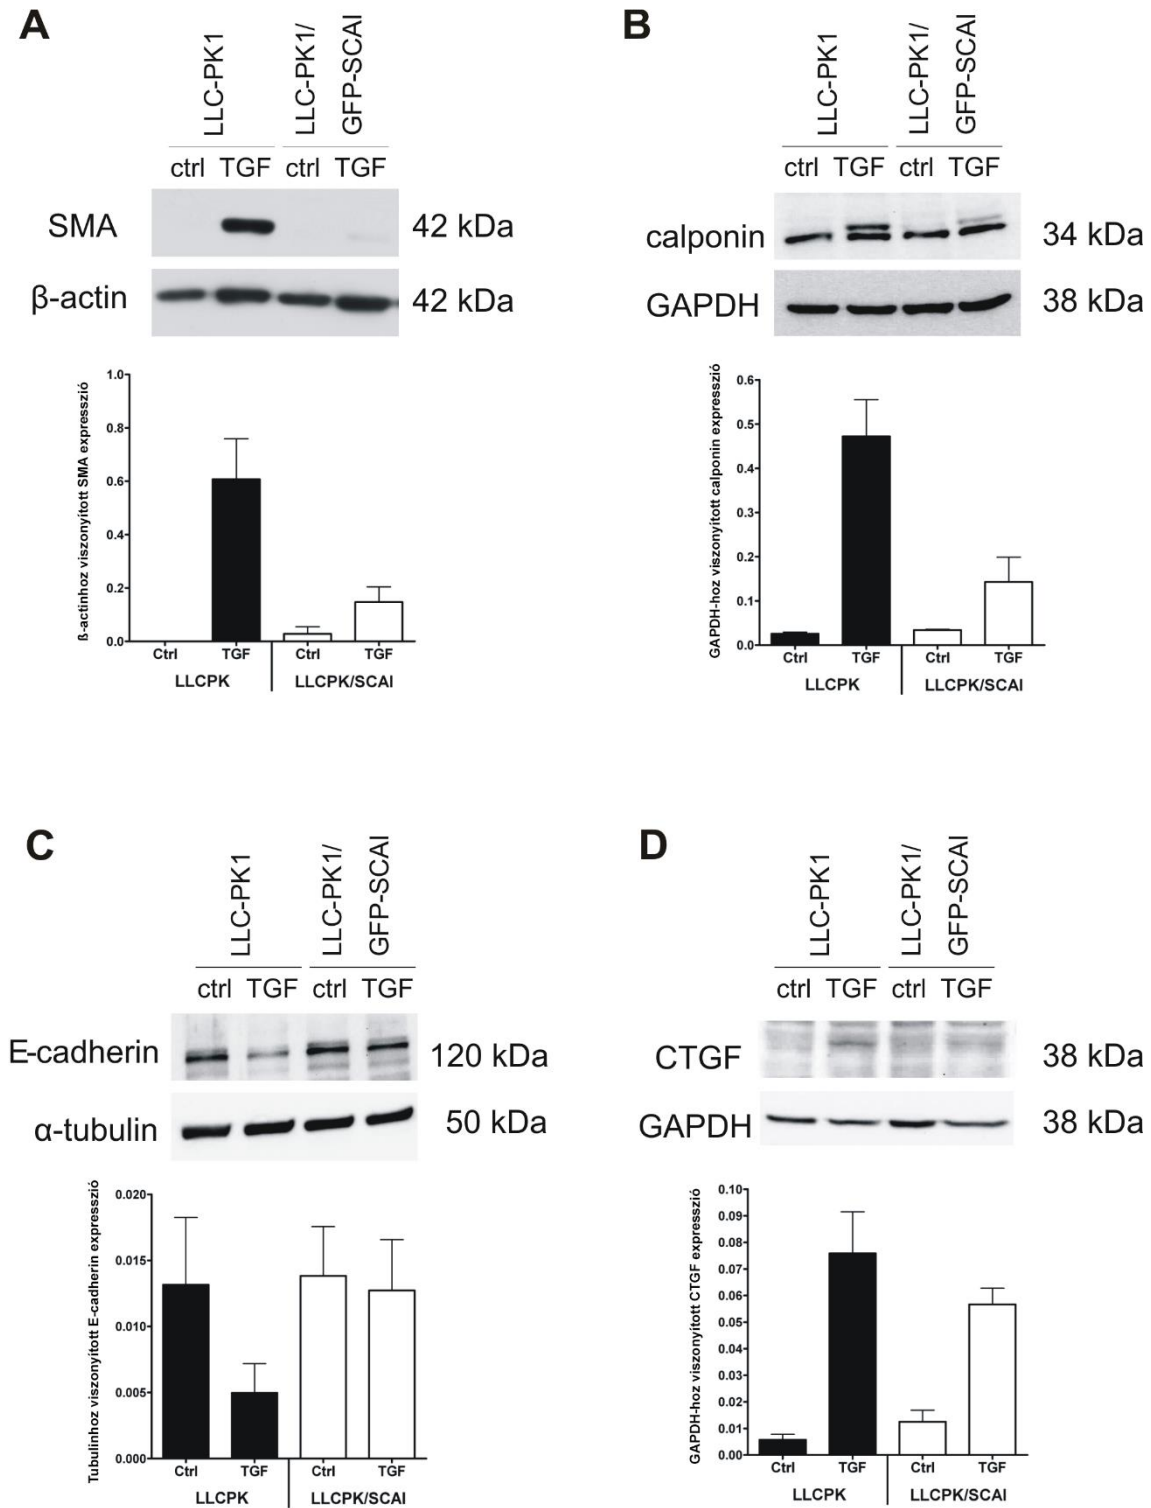 A
LLC-PK1
LLC-PK1/
GFP-SCAI
ctrl TGF ctrl TGF
SMA 42 kDa
β-actin 42 kDa
ß-actinhoz viszonyított SMA expresszió
1.0
0.8
0.6
0.4
0.2
0.0
Ctrl TGF Ctrl TGF
LLCPK LLCPK/SCAI
B
LLC-PK1
LLC-PK1/
GFP-SCAI
ctrl TGF ctrl TGF
calponin 34 kDa
GAPDH 38 kDa
GAPDH-hoz viszonyított calponin expresszió
0.6
0.5
0.4
0.3
0.2
0.1
0.0
Ctrl TGF Ctrl TGF
LLCPK LLCPK/SCAI
C
LLC-PK1
LLC-PK1/
GFP-SCAI
ctrl TGF ctrl TGF
E-cadherin 120 kDa
α-tubulin 50 kDa
Tubulinhoz viszonyított E-cadherin expresszió
0.020
0.015
0.010
0.005
0.000
Ctrl TGF Ctrl TGF
LLCPK LLCPK/SCAI
D
LLC-PK1
LLC-PK1/
GFP-SCAI
ctrl TGF ctrl TGF
CTGF 38 kDa
GAPDH 38 kDa
GAPDH-hoz viszonyított CTGF expresszió
0.10
0.09
0.08
0.07
0.06
0.05
0.04
0.03
0.02
0.01
0.00
Ctrl TGF Ctrl TGF
LLCPK LLCPK/SCAI